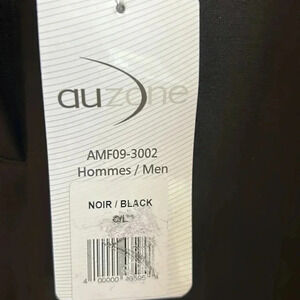 auzone
AMF09-3002
Hommes / Men
NOIR / BLACK